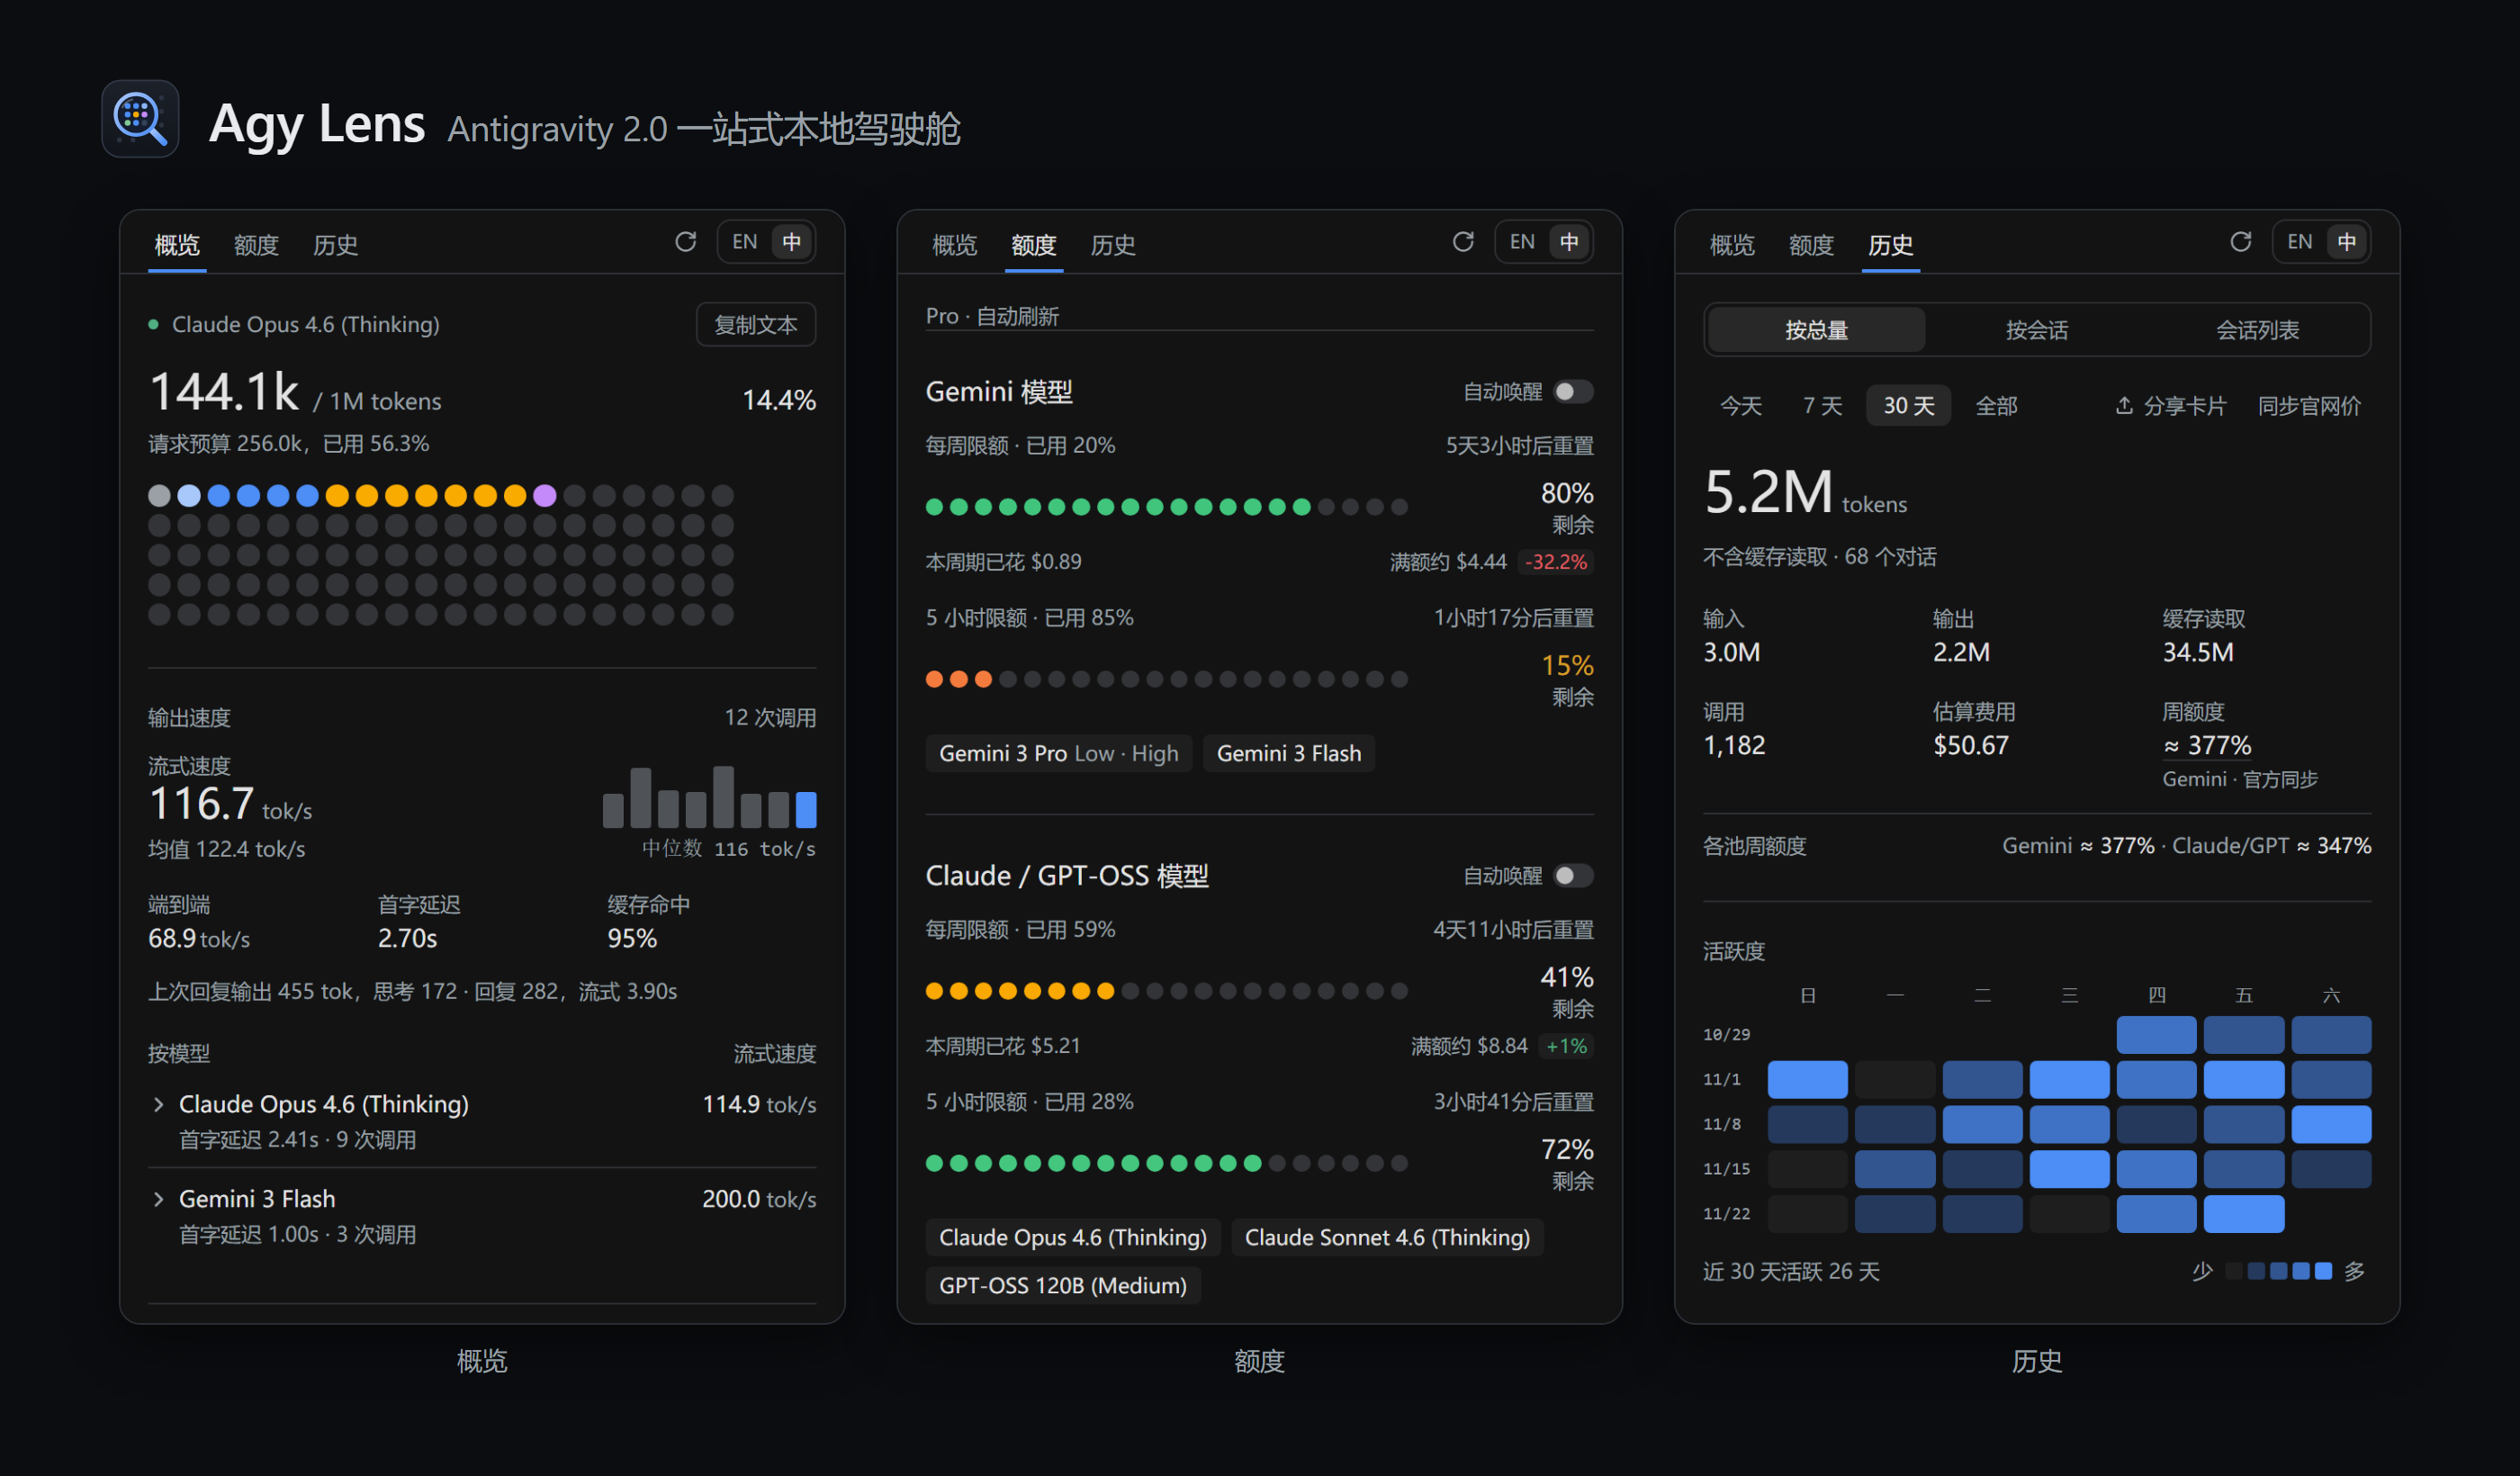 Agy Lens Antigravity 2.0 一站式本地驾驶舱
概览 额度 历史 EN 中
Claude Opus 4.6 (Thinking) 复制文本
144.1k / 1M tokens 14.4%
请求预算 256.0k，已用 56.3%
输出速度 12 次调用
流式速度
116.7 tok/s
均值 122.4 tok/s 中位数 116 tok/s
端到端 首字延迟 缓存命中
68.9 tok/s 2.70s 95%
上次回复输出 455 tok，思考 172 · 回复 282，流式 3.90s
按模型 流式速度
Claude Opus 4.6 (Thinking) 114.9 tok/s
首字延迟 2.41s · 9 次调用
Gemini 3 Flash 200.0 tok/s
首字延迟 1.00s · 3 次调用
概览
概览 额度 历史 EN 中
Pro · 自动刷新
Gemini 模型 自动唤醒
每周限额 · 已用 20% 5天3小时后重置
80%
剩余
本周期已花 $0.89 满额约 $4.44 -32.2%
5 小时限额 · 已用 85% 1小时17分后重置
15%
剩余
Gemini 3 Pro Low · High Gemini 3 Flash
Claude / GPT-OSS 模型 自动唤醒
每周限额 · 已用 59% 4天11小时后重置
41%
剩余
本周期已花 $5.21 满额约 $8.84 +1%
5 小时限额 · 已用 28% 3小时41分后重置
72%
剩余
Claude Opus 4.6 (Thinking) Claude Sonnet 4.6 (Thinking)
GPT-OSS 120B (Medium)
额度
概览 额度 历史 EN 中
按总量 按会话 会话列表
今天 7 天 30 天 全部 分享卡片 同步官网价
5.2M tokens
不含缓存读取 · 68 个对话
输入 输出 缓存读取
3.0M 2.2M 34.5M
调用 估算费用 周额度
1,182 $50.67 ≈ 377%
Gemini · 官方同步
各池周额度 Gemini ≈ 377% · Claude/GPT ≈ 347%
活跃度
日 一 二 三 四 五 六
10/29
11/1
11/8
11/15
11/22
近 30 天活跃 26 天 少 多
历史